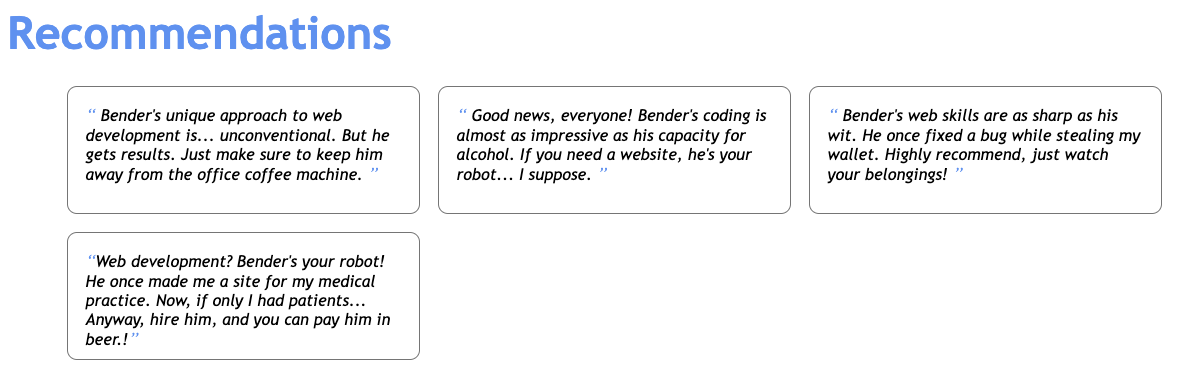 Recommendations
“ Bender's unique approach to web
development is... unconventional. But he
gets results. Just make sure to keep him
away from the office coffee machine. ”
“ Good news, everyone! Bender's coding is
almost as impressive as his capacity for
alcohol. If you need a website, he's your
robot... I suppose. ”
“ Bender's web skills are as sharp as his
wit. He once fixed a bug while stealing my
wallet. Highly recommend, just watch
your belongings! ”
“Web development? Bender's your robot!
He once made me a site for my medical
practice. Now, if only I had patients...
Anyway, hire him, and you can pay him in
beer.!”